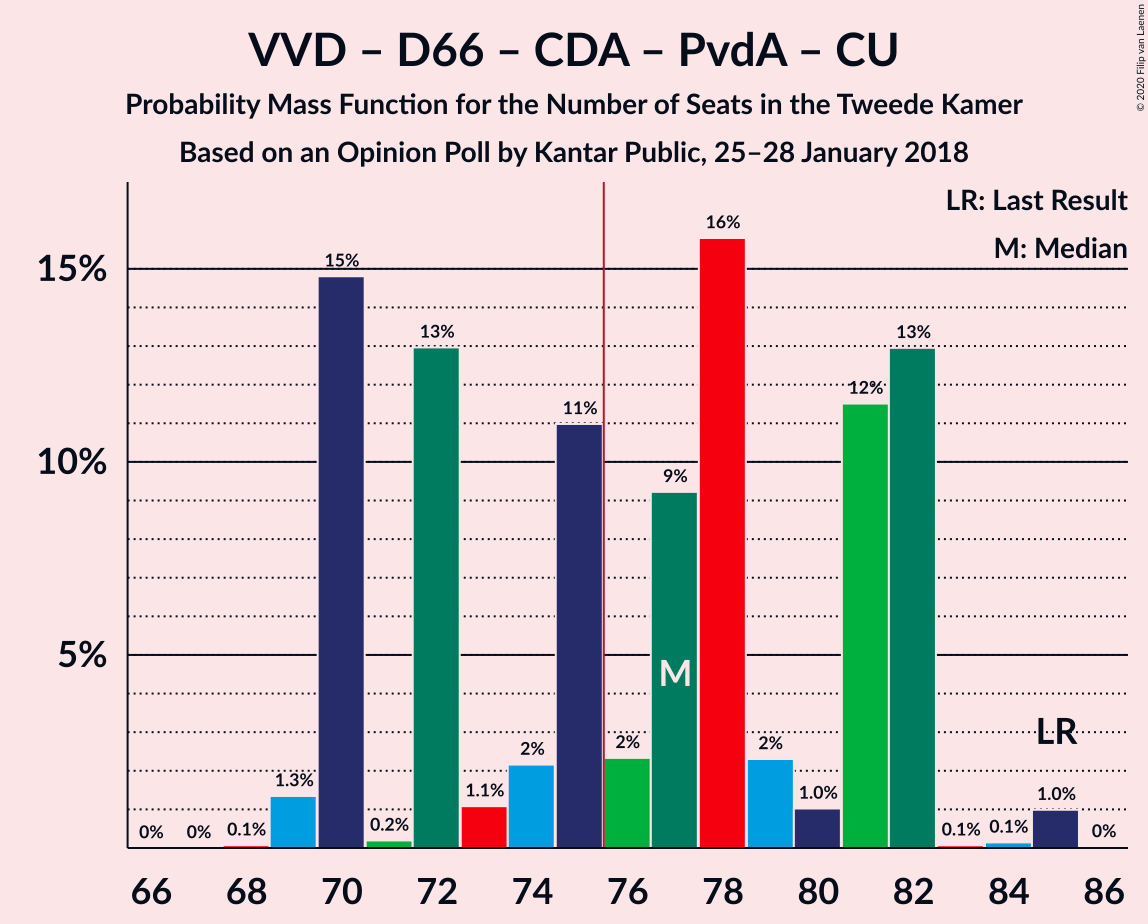 VVD – D66 – CDA – PvdA – CU
Probability Mass Function for the Number of Seats in the Tweede Kamer
Based on an Opinion Poll by Kantar Public, 25–28 January 2018
© 2020 Filip van Laenen
LR: Last Result
M: Median
15%
10%
5%
0%
0%
0.1%
1.3%
15%
0.2%
13%
1.1%
2%
11%
2%
9%
16%
2%
1.0%
12%
13%
0.1%
0.1%
1.0%
0%
M
LR
66 68 70 72 74 76 78 80 82 84 86